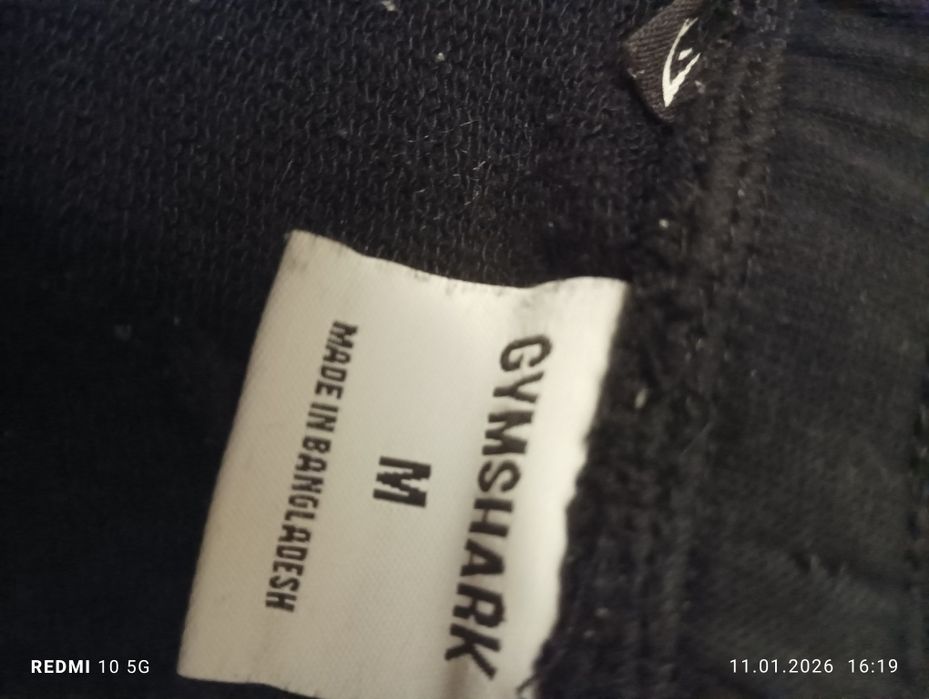 GYMSHARK
M
MADE IN BANGLADESH
REDMI 10 5G
11.01.2026 16:19